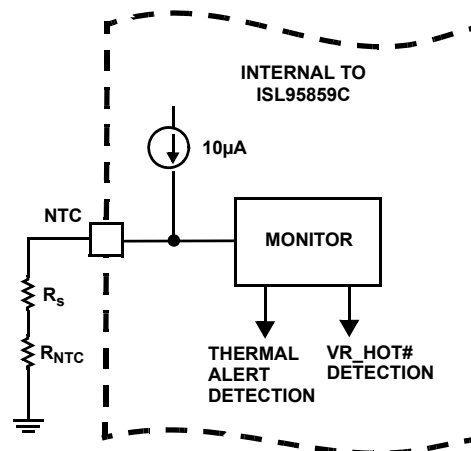 INTERNAL TO
ISL95859C
10µA
NTC
MONITOR
Rs
RNTC
THERMAL
ALERT
DETECTION
VR_HOT#
DETECTION